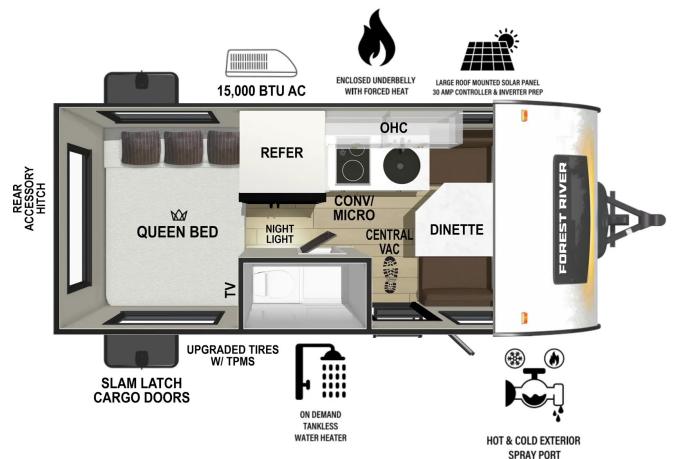 15,000 BTU AC
ENCLOSED UNDERBELLY
WITH FORCED HEAT
LARGE ROOF MOUNTED SOLAR PANEL
30 AMP CONTROLLER & INVERTER PREP
REAR
ACCESSORY
HITCH
OHC
REFER
QUEEN BED
CONV/
MICRO
NIGHT
LIGHT
CENTRAL
VAC
DINETTE
FOREST RIVER
TV
UPGRADED TIRES
W/ TPMS
SLAM LATCH
CARGO DOORS
ON DEMAND
TANKLESS
WATER HEATER
HOT & COLD EXTERIOR
SPRAY PORT